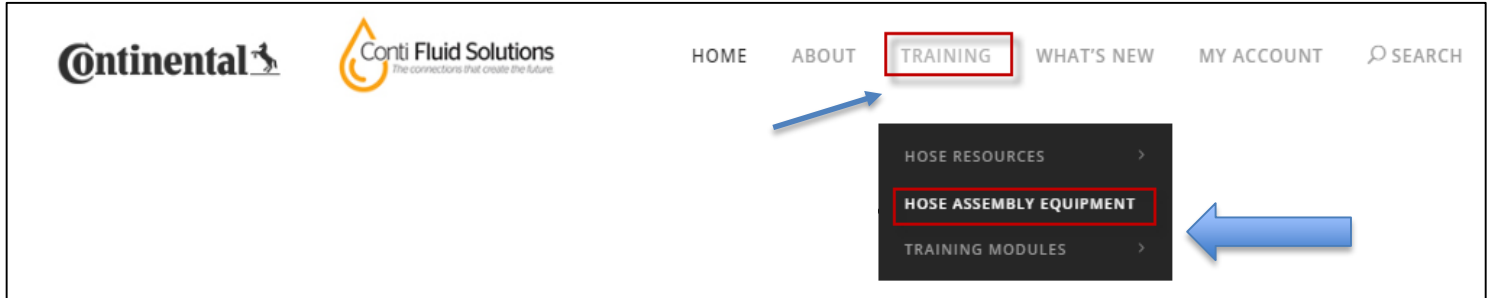 Continental
Conti Fluid Solutions
The connections that create the future.
HOME ABOUT TRAINING WHAT'S NEW MY ACCOUNT SEARCH
HOSE RESOURCES >
HOSE ASSEMBLY EQUIPMENT
TRAINING MODULES >